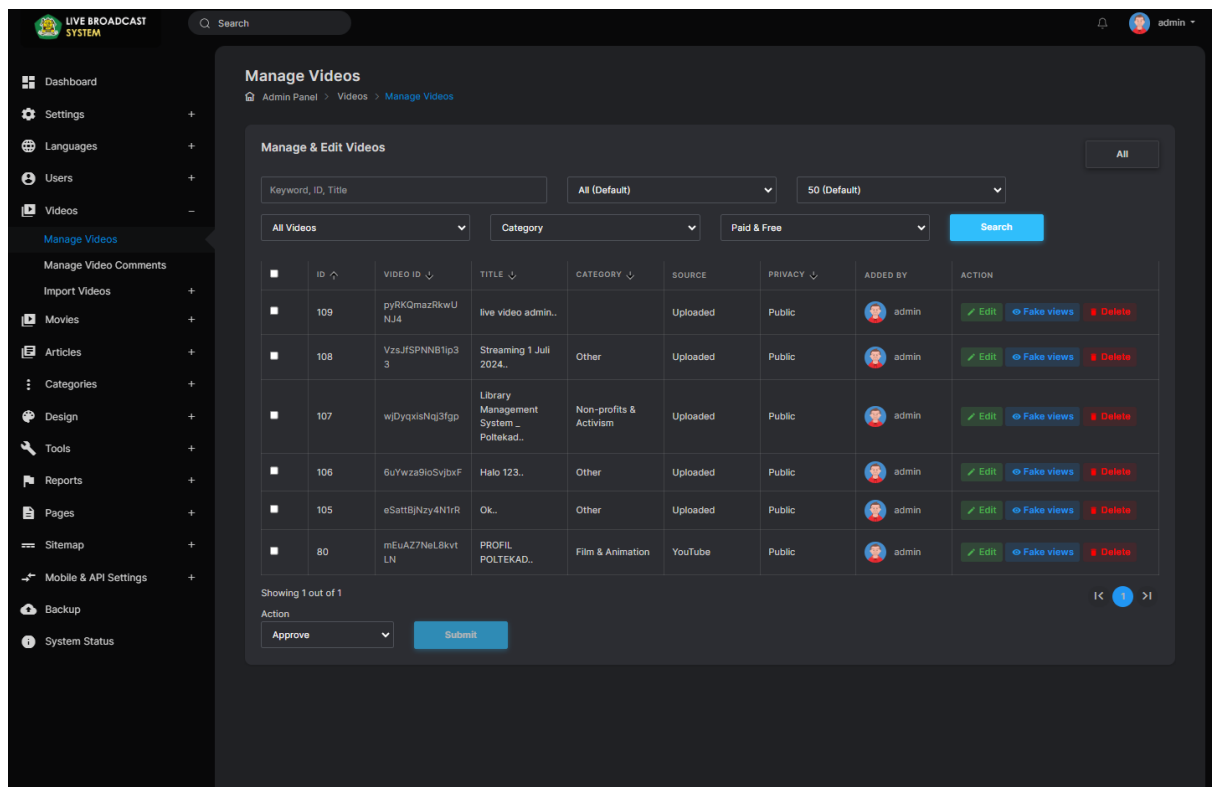 LIVE BROADCAST
SYSTEM
Search
admin
Dashboard
Settings +
Languages +
Users +
Videos −
Manage Videos
Manage Video Comments
Import Videos +
Movies +
Articles +
Categories +
Design +
Tools +
Reports +
Pages +
Sitemap +
Mobile & API Settings +
Backup
System Status
Manage Videos
Admin Panel > Videos > Manage Videos
Manage & Edit Videos
All
Keyword, ID, Title
All (Default)
50 (Default)
All Videos
Category
Paid & Free
Search
ID VIDEO ID TITLE CATEGORY SOURCE PRIVACY ADDED BY ACTION
109 pyRKQmazRkwU
NJ4 live video admin.. Uploaded Public admin Edit Fake views Delete
108 VzsJfSPNNB1ip3
3 Streaming 1 Juli
2024.. Other Uploaded Public admin Edit Fake views Delete
107 wjDyqxisNqj3fgp Library
Management
System _
Poltekad.. Non-profits &
Activism Uploaded Public admin Edit Fake views Delete
106 6uYwza9ioSvjbxF Halo 123.. Other Uploaded Public admin Edit Fake views Delete
105 eSattBjNzy4N1rR Ok.. Other Uploaded Public admin Edit Fake views Delete
80 mEuAZ7NeL8kvt
LN PROFIL
POLTEKAD.. Film & Animation YouTube Public admin Edit Fake views Delete
Showing 1 out of 1
1
Action
Approve
Submit